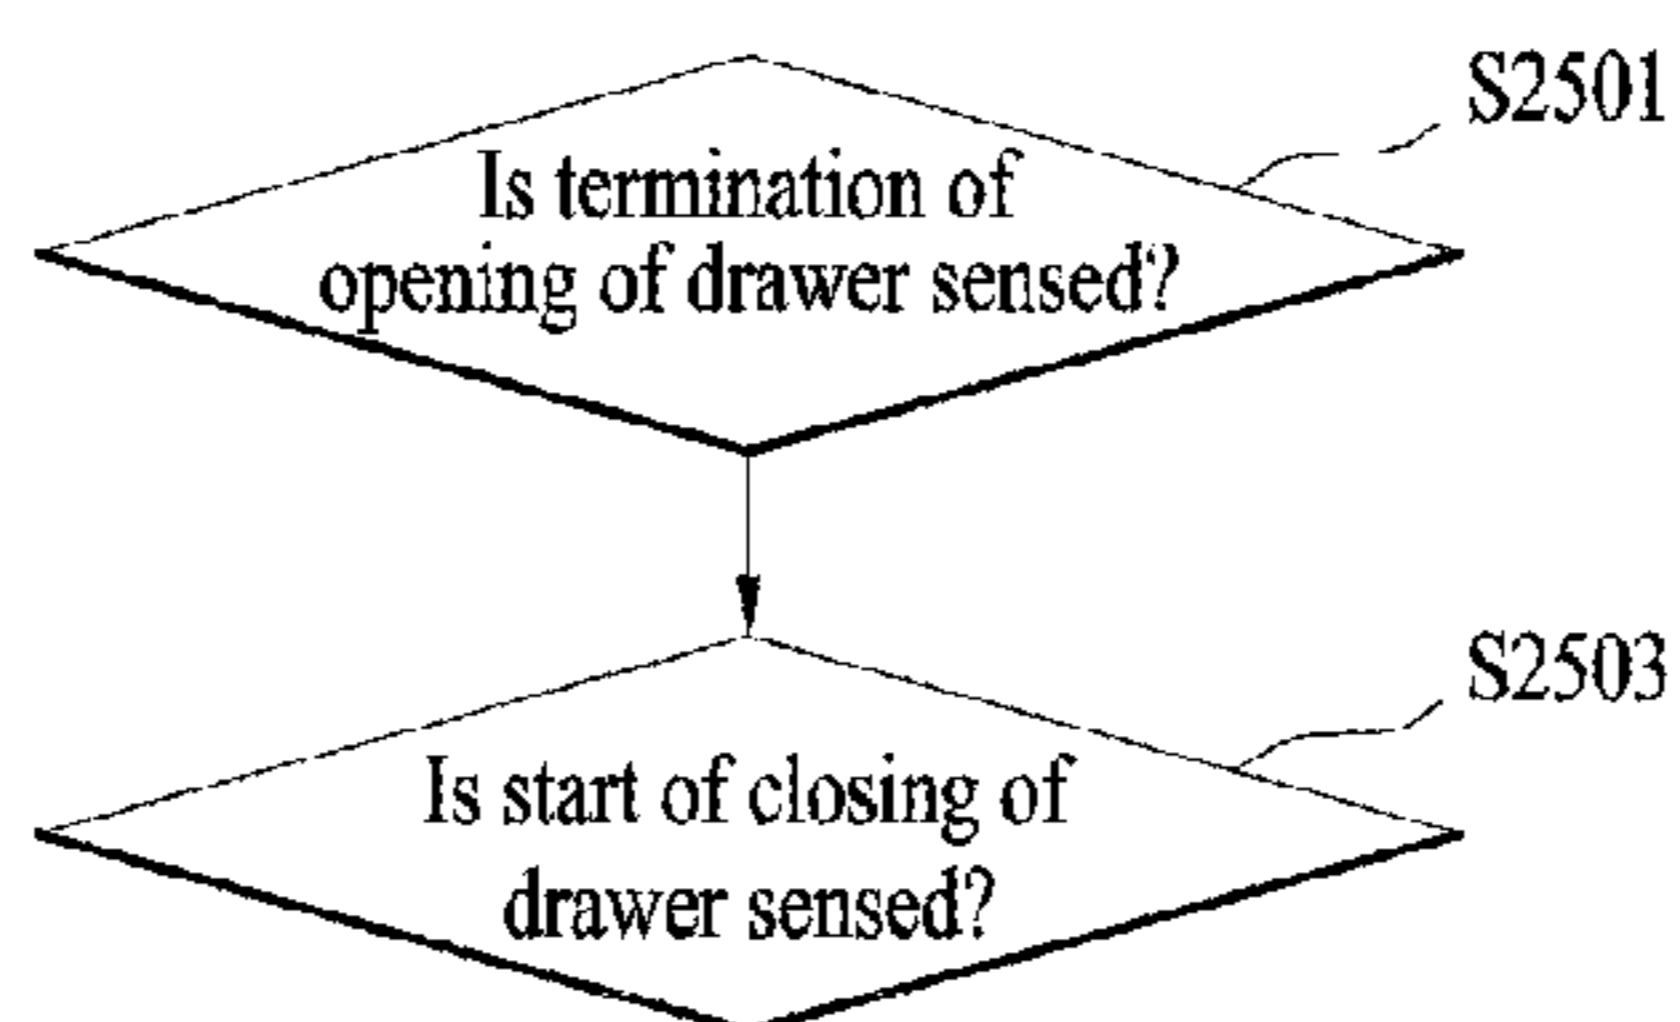 S2501
Is termination of
opening of drawer sensed?
S2503
Is start of closing of
drawer sensed?